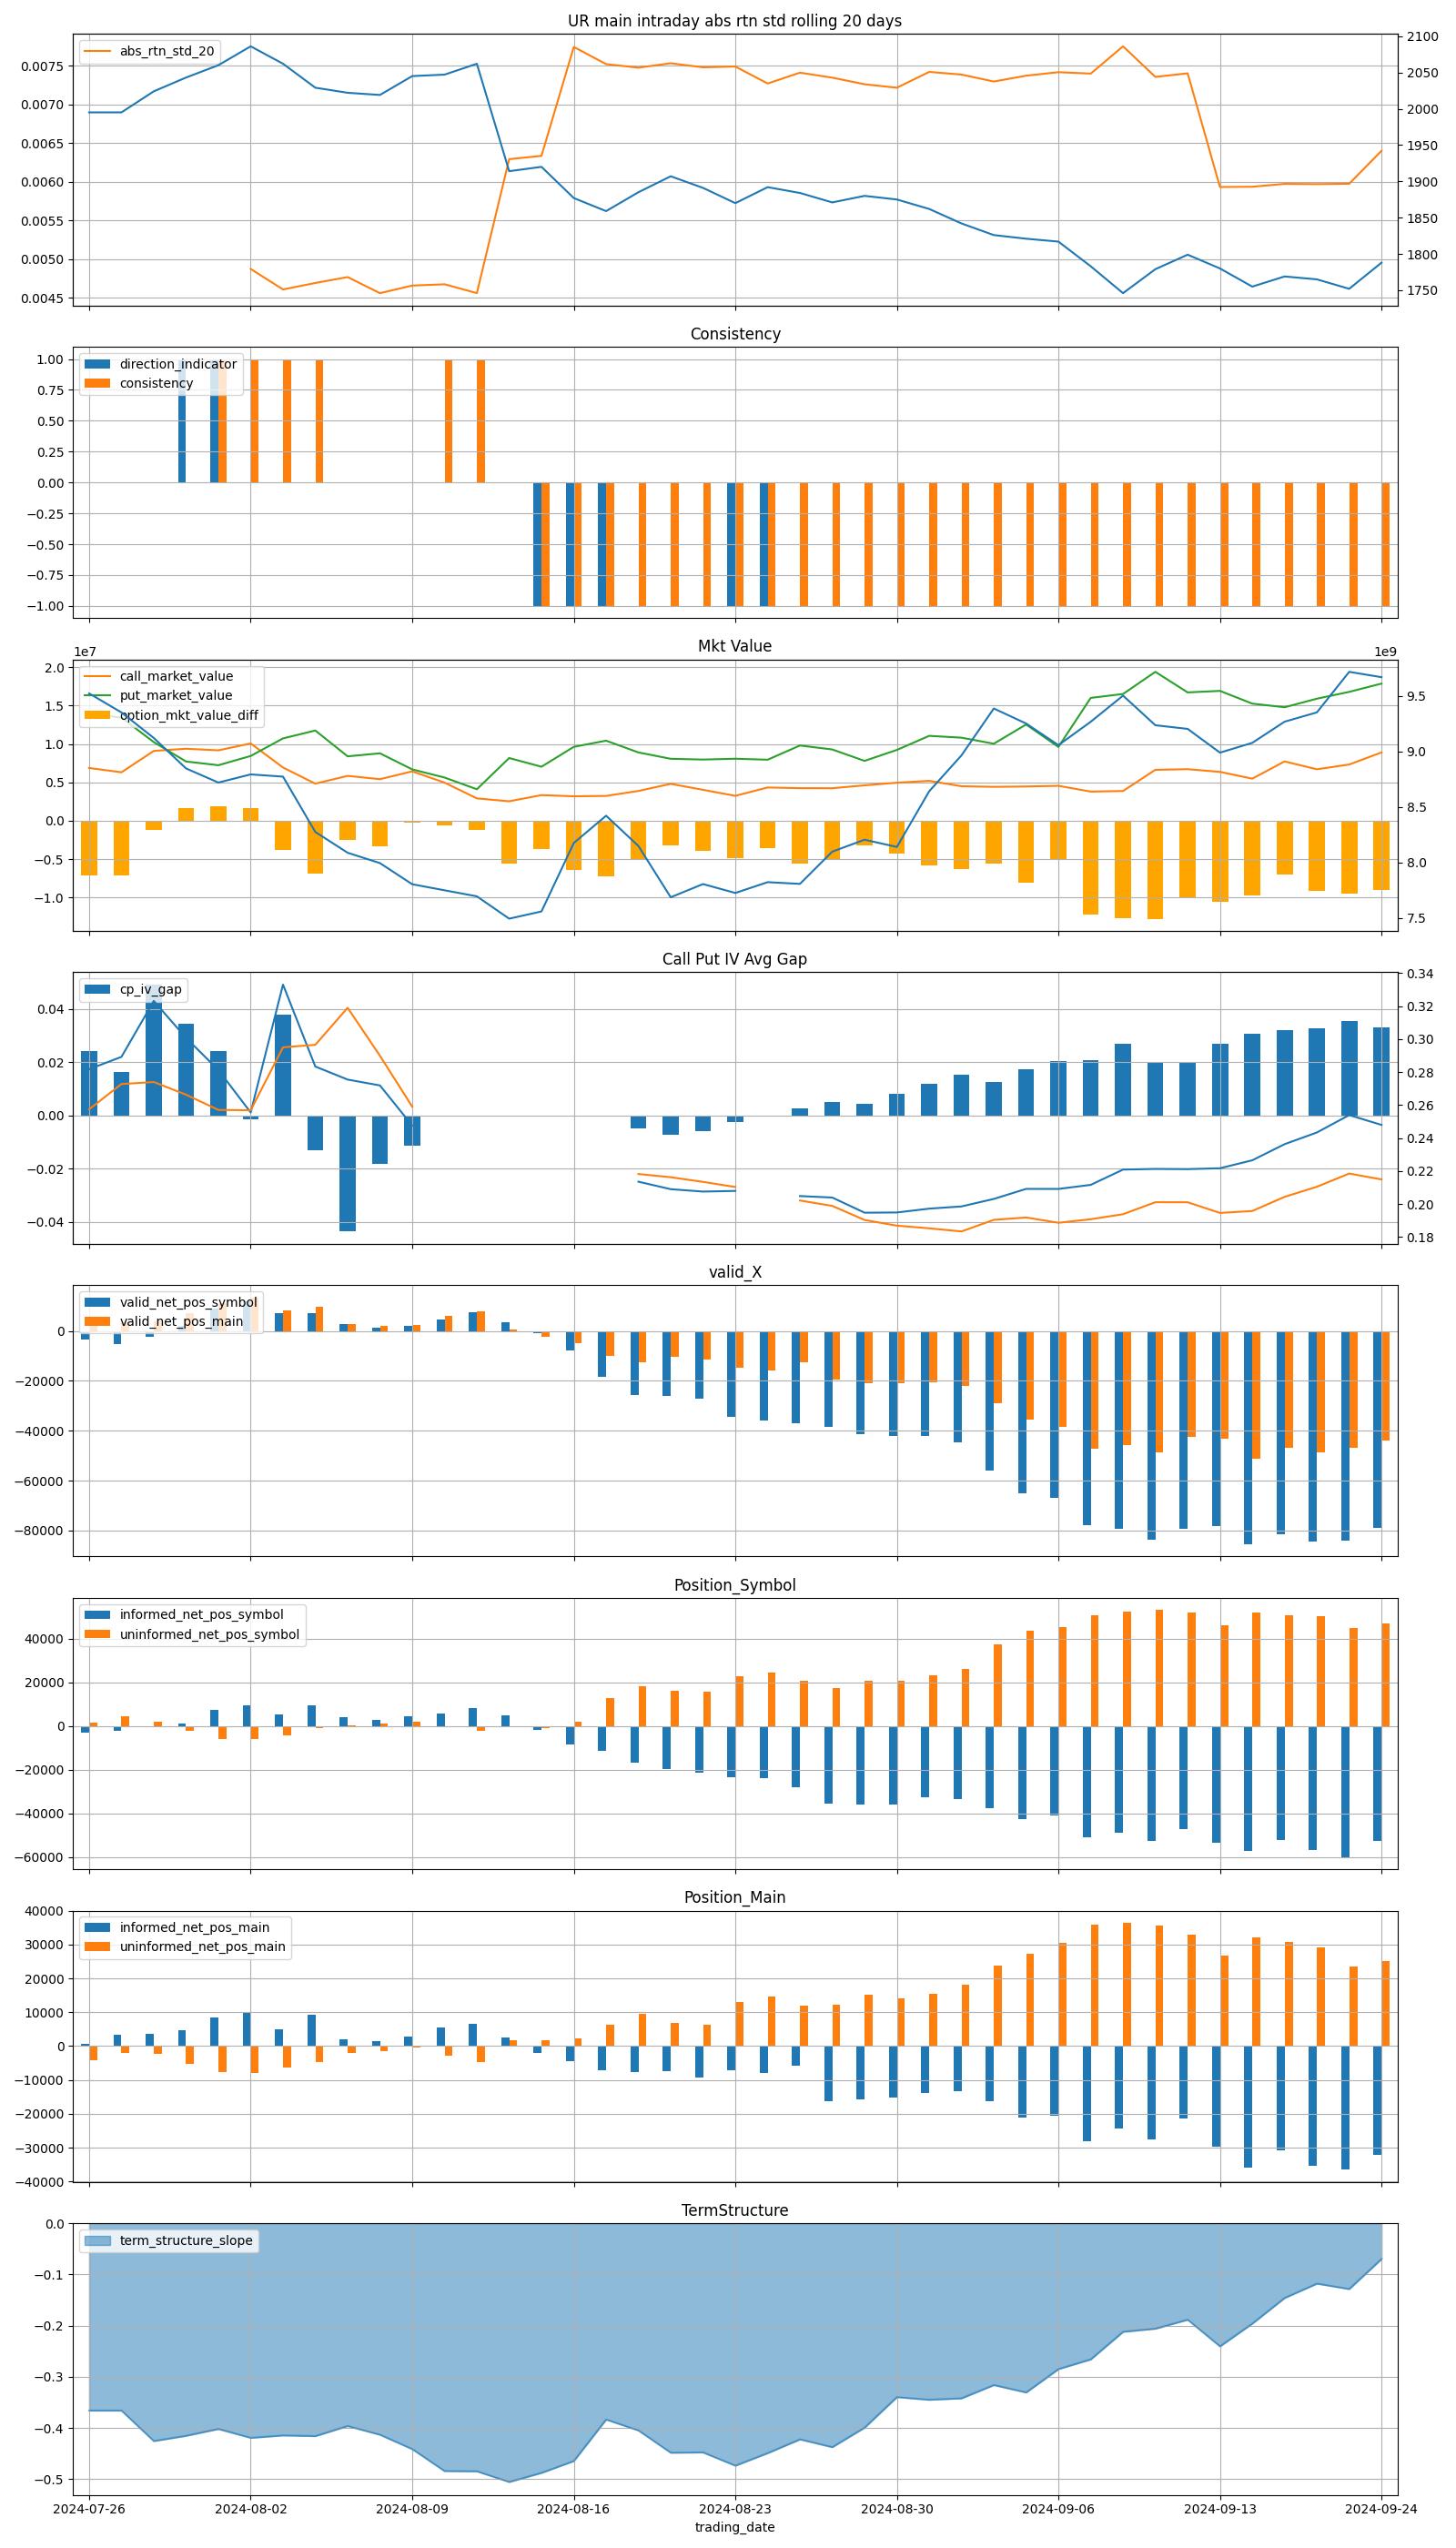 UR main intraday abs rtn std rolling 20 days
abs_rtn_std_20
0.0075
0.0070
0.0065
0.0060
0.0055
0.0050
0.0045
2100
2050
2000
1950
1900
1850
1800
1750
Consistency
direction_indicator
consistency
1.00
0.75
0.50
0.25
0.00
−0.25
−0.50
−0.75
−1.00
Mkt Value
1e7
1e9
call_market_value
put_market_value
option_mkt_value_diff
2.0
1.5
1.0
0.5
0.0
−0.5
−1.0
9.5
9.0
8.5
8.0
7.5
Call Put IV Avg Gap
cp_iv_gap
0.04
0.02
0.00
−0.02
−0.04
0.34
0.32
0.30
0.28
0.26
0.24
0.22
0.20
0.18
valid_X
valid_net_pos_symbol
valid_net_pos_main
0
−20000
−40000
−60000
−80000
Position_Symbol
informed_net_pos_symbol
uninformed_net_pos_symbol
40000
20000
0
−20000
−40000
−60000
Position_Main
informed_net_pos_main
uninformed_net_pos_main
40000
30000
20000
10000
0
−10000
−20000
−30000
−40000
TermStructure
term_structure_slope
0.0
−0.1
−0.2
−0.3
−0.4
−0.5
2024-07-26 2024-08-02 2024-08-09 2024-08-16 2024-08-23 2024-08-30 2024-09-06 2024-09-13 2024-09-24
trading_date